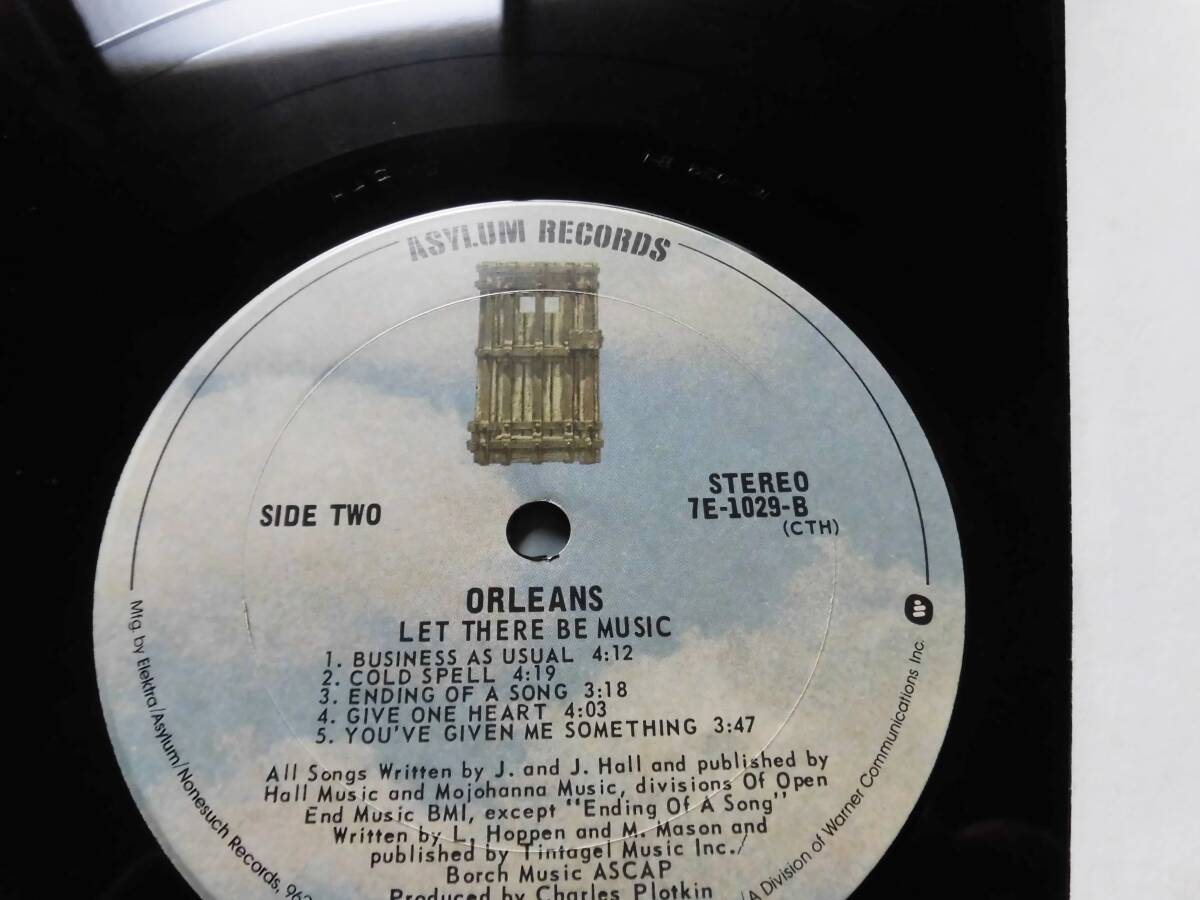 ASYLUM RECORDS
SIDE TWO
STEREO
7E-1029-B
(CTH)
ORLEANS
LET THERE BE MUSIC
1. BUSINESS AS USUAL 4:12
2. COLD SPELL 4:19
3. ENDING OF A SONG 3:18
4. GIVE ONE HEART 4:03
5. YOU'VE GIVEN ME SOMETHING 3:47
All Songs Written by J. and J. Hall and published by
Hall Music and Mojohanna Music, divisions Of Open
End Music BMI, except "Ending Of A Song"
Written by L. Hoppen and M. Mason and
published by Tintagel Music Inc./
Borch Music ASCAP
Produced by Charles Plotkin
Mfg. by Elektra/Asylum/Nonesuch Records, 962
/A Division of Warner Communications Inc.